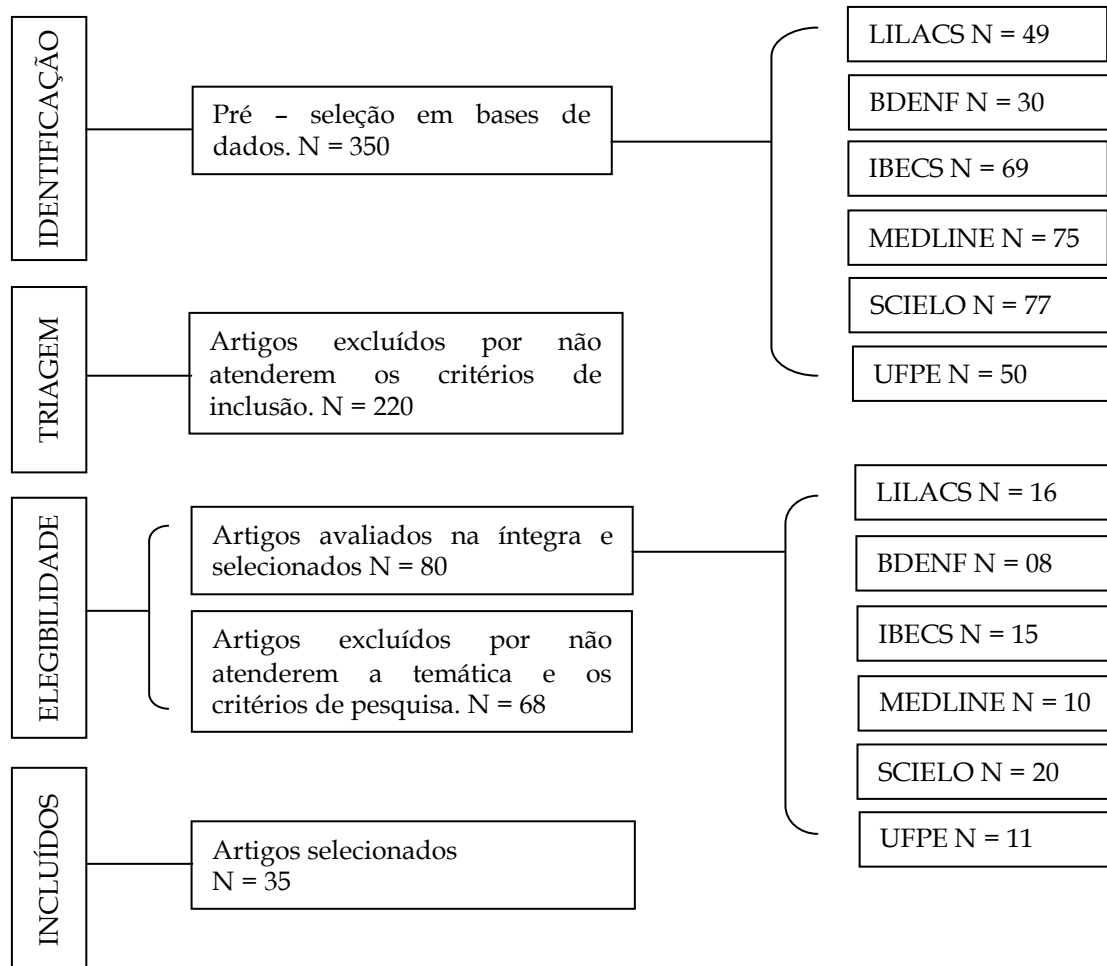 IDENTIFICAÇÃO
Pré – seleção em bases de
dados. N = 350
LILACS N = 49
BDENF N = 30
IBECS N = 69
MEDLINE N = 75
SCIELO N = 77
UFPE N = 50
TRIAGEM
Artigos excluídos por não
atenderem os critérios de
inclusão. N = 220
ELEGIBILIDADE
Artigos avaliados na íntegra e
selecionados N = 80
Artigos excluídos por não
atenderem a temática e os
critérios de pesquisa. N = 68
LILACS N = 16
BDENF N = 08
IBECS N = 15
MEDLINE N = 10
SCIELO N = 20
UFPE N = 11
INCLUÍDOS
Artigos selecionados
N = 35